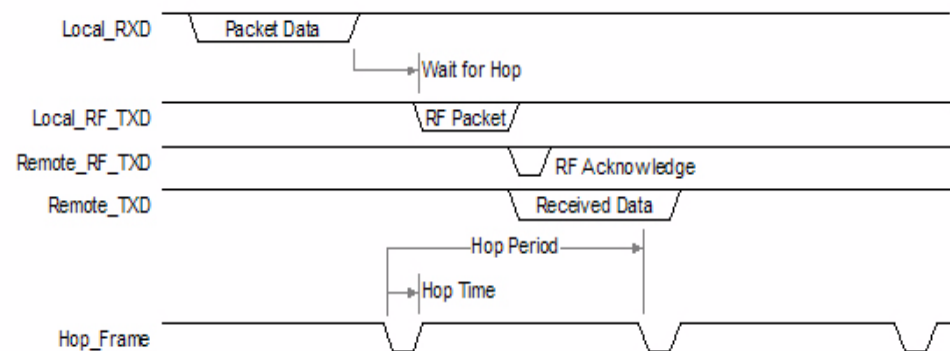 Local_RXD
Packet Data
Wait for Hop
Local_RF_TXD
RF Packet
Remote_RF_TXD
RF Acknowledge
Remote_TXD
Received Data
Hop Period
Hop Time
Hop_Frame